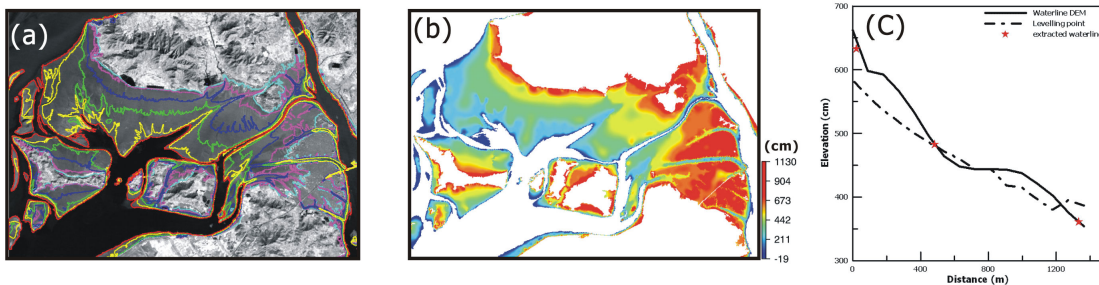 (a)
(b)
(cm)
1130
904
673
442
211
-19
(C)
Waterline DEM
Levelling point
extracted waterline
Elevation (cm)
700
600
500
400
300
0
400
800
1200
Distance (m)